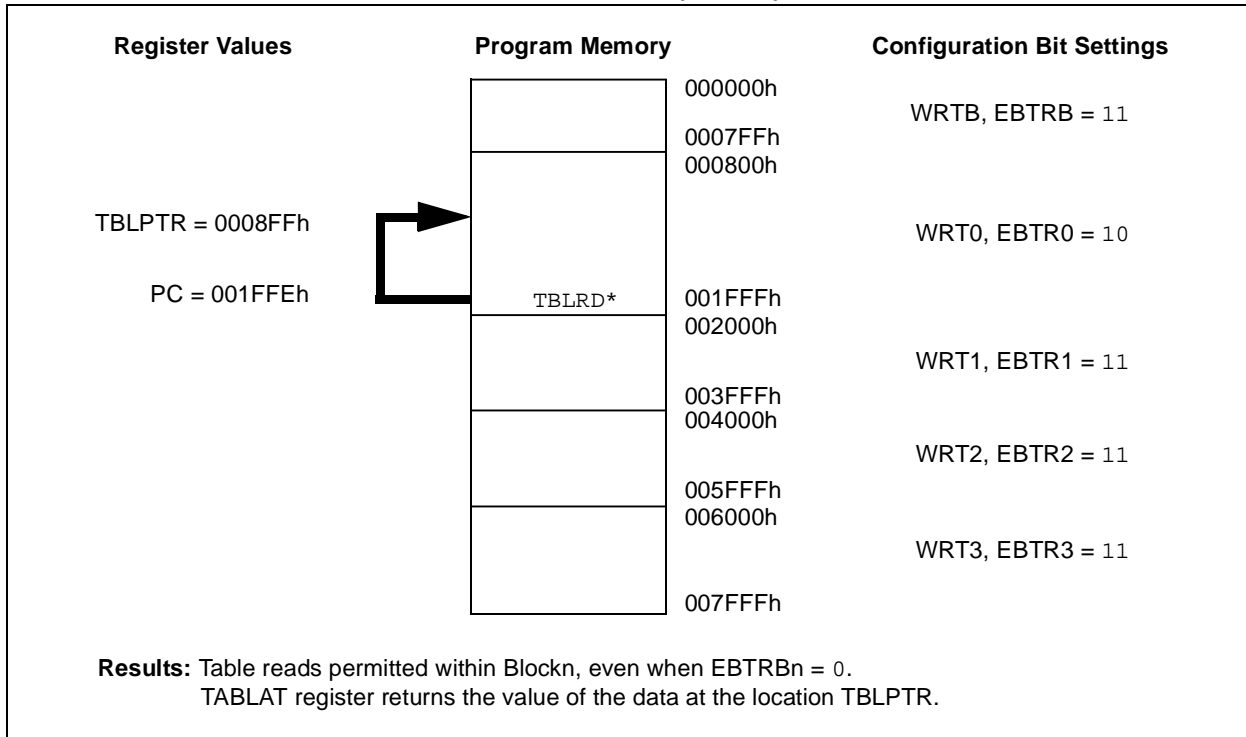 Register Values Program Memory Configuration Bit Settings
000000h
WRTB, EBTRB = 11
0007FFh
000800h
TBLPTR = 0008FFh
WRT0, EBTR0 = 10
PC = 001FFEh
TBLRD* 001FFFh
002000h
WRT1, EBTR1 = 11
003FFFh
004000h
WRT2, EBTR2 = 11
005FFFh
006000h
WRT3, EBTR3 = 11
007FFFh
Results: Table reads permitted within Blockn, even when EBTRBn = 0.
TABLAT register returns the value of the data at the location TBLPTR.